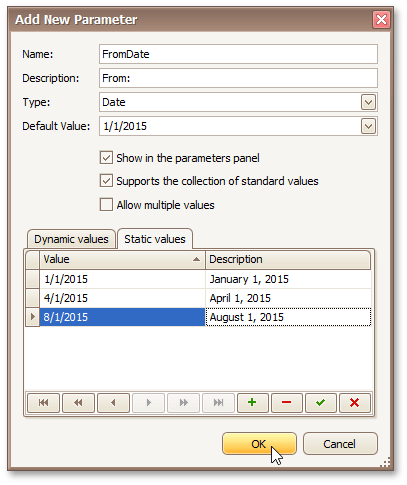 Add New Parameter
Name: FromDate
Description: From:
Type: Date
Default Value: 1/1/2015
Show in the parameters panel
Supports the collection of standard values
Allow multiple values
Dynamic values Static values
Value Description
1/1/2015 January 1, 2015
4/1/2015 April 1, 2015
8/1/2015 August 1, 2015
OK Cancel